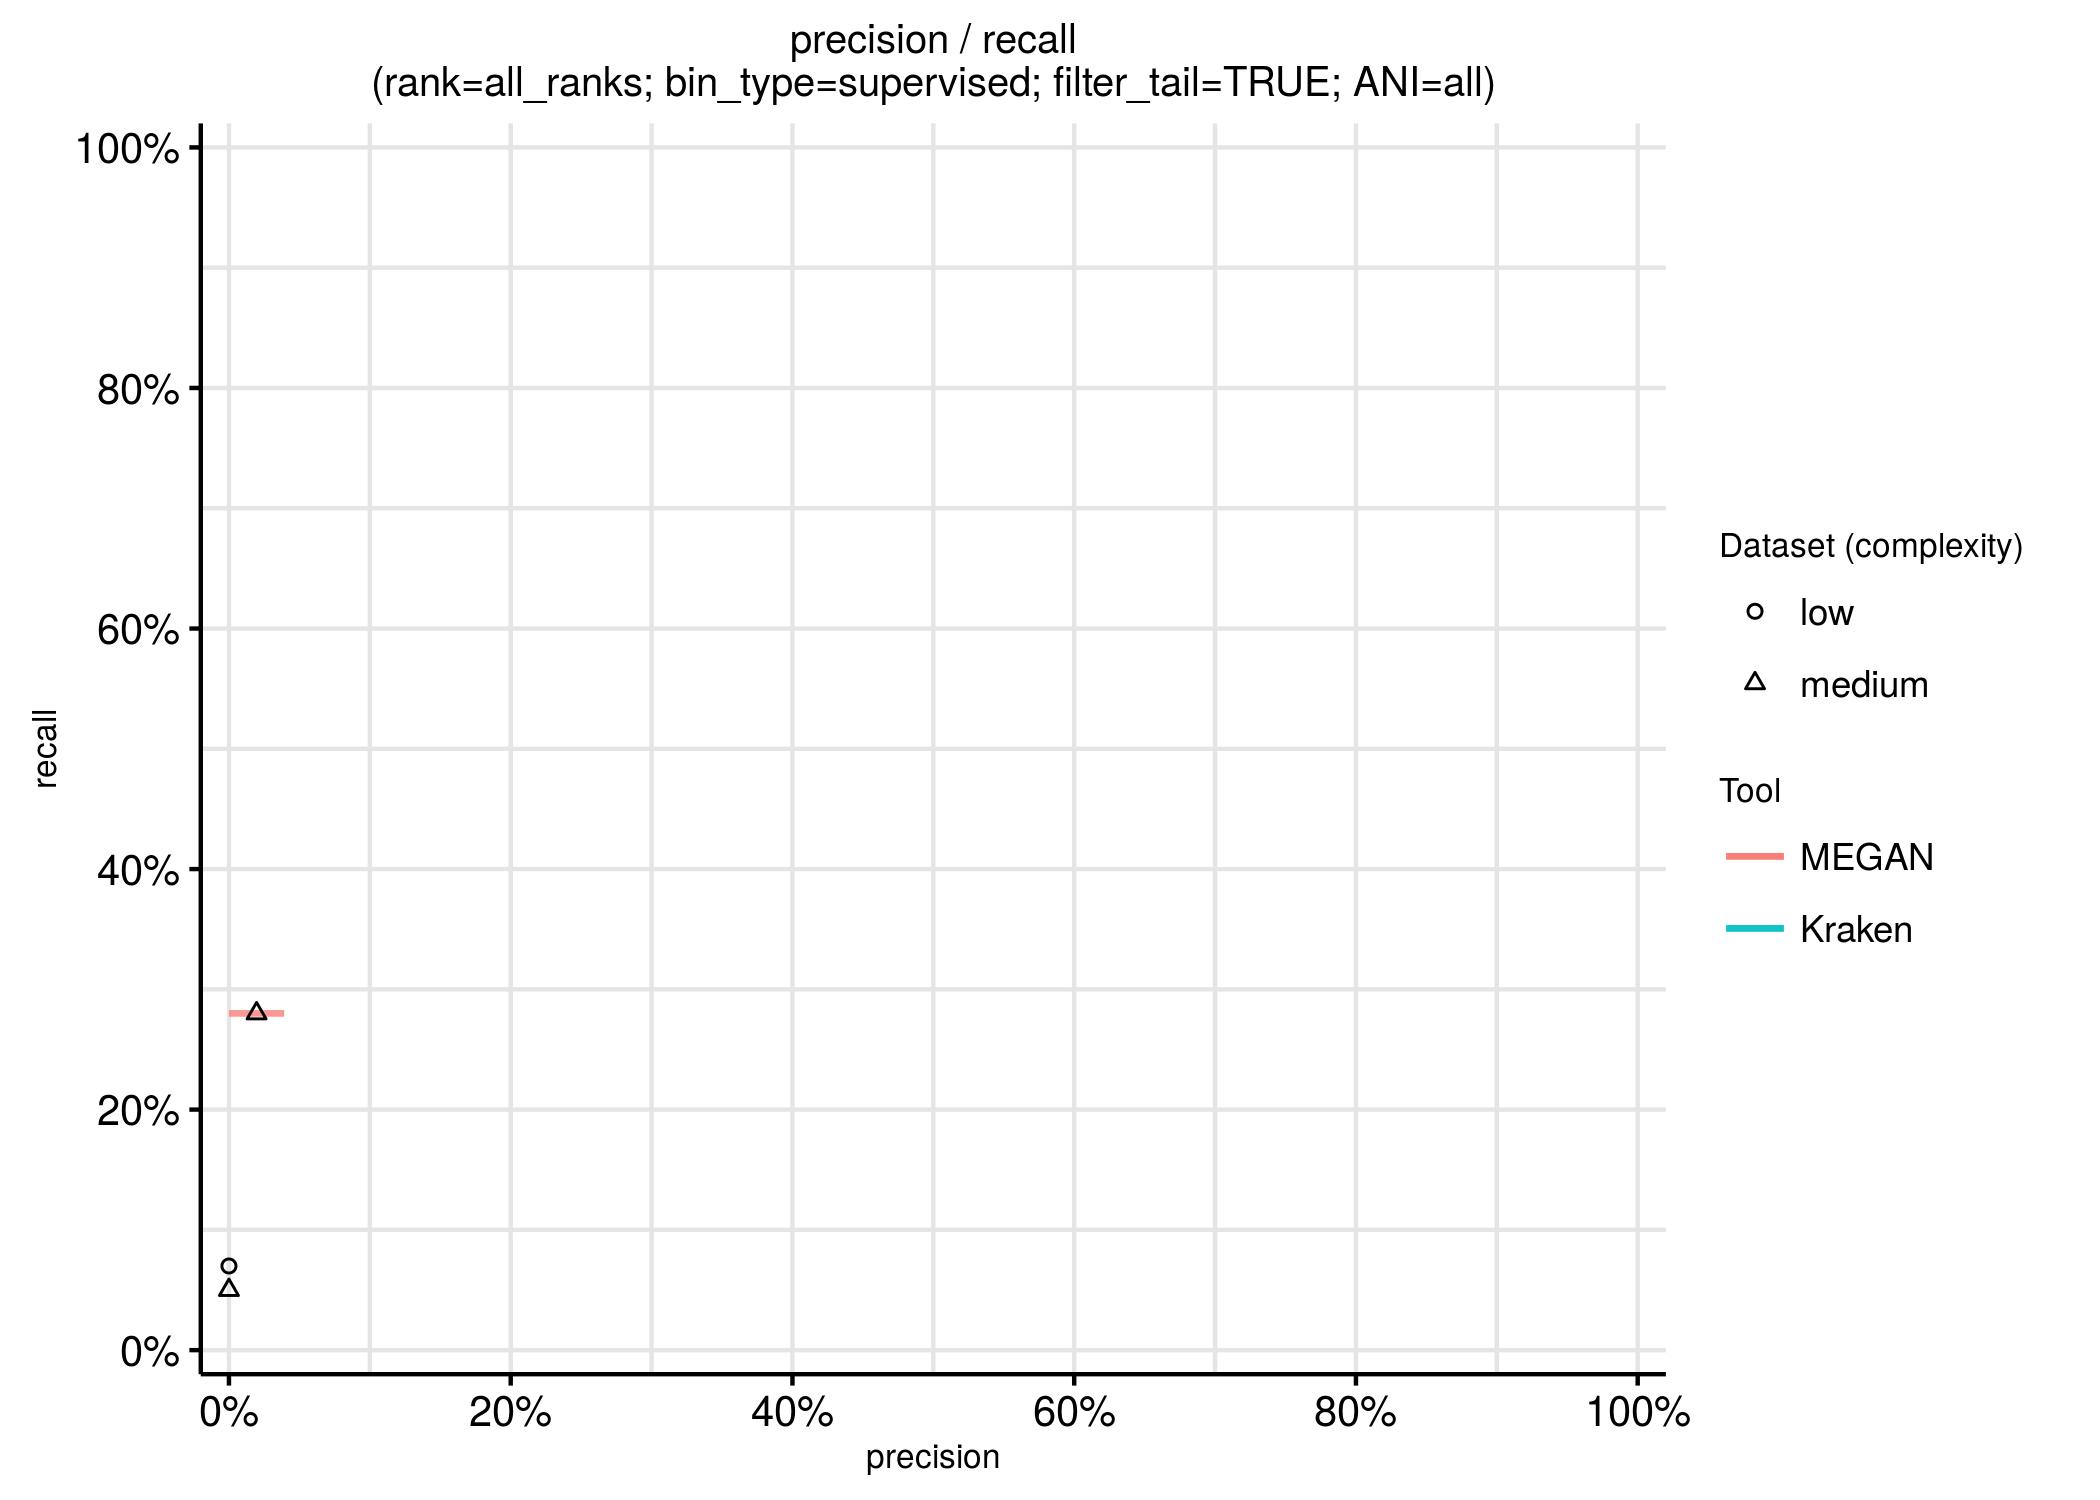 precision / recall
(rank=all_ranks; bin_type=supervised; filter_tail=TRUE; ANI=all)
100%
80%
60%
40%
20%
0%
recall
0% 20% 40% 60% 80% 100%
precision
Dataset (complexity)
low
medium
Tool
MEGAN
Kraken